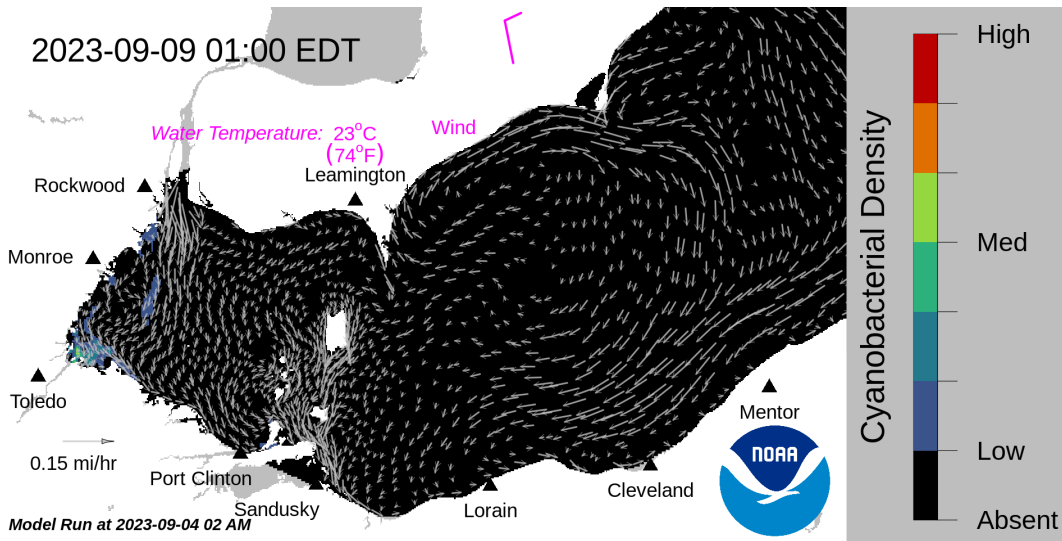 2023-09-09 01:00 EDT
Water Temperature: 23°C
(74°F)
Wind
Leamington
Rockwood
Monroe
Toledo
0.15 mi/hr
Port Clinton
Sandusky
Lorain
Cleveland
Mentor
NOAA
Model Run at 2023-09-04 02 AM
Cyanobacterial Density
High
Med
Low
Absent